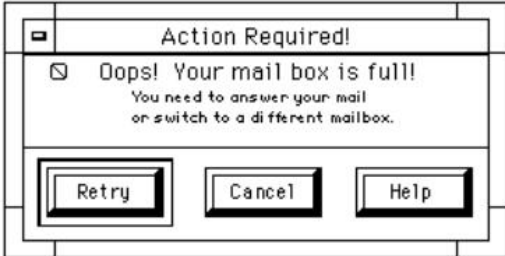 Action Required!
Oops! Your mail box is full!
You need to answer your mail
or switch to a different mailbox.
Retry
Cancel
Help